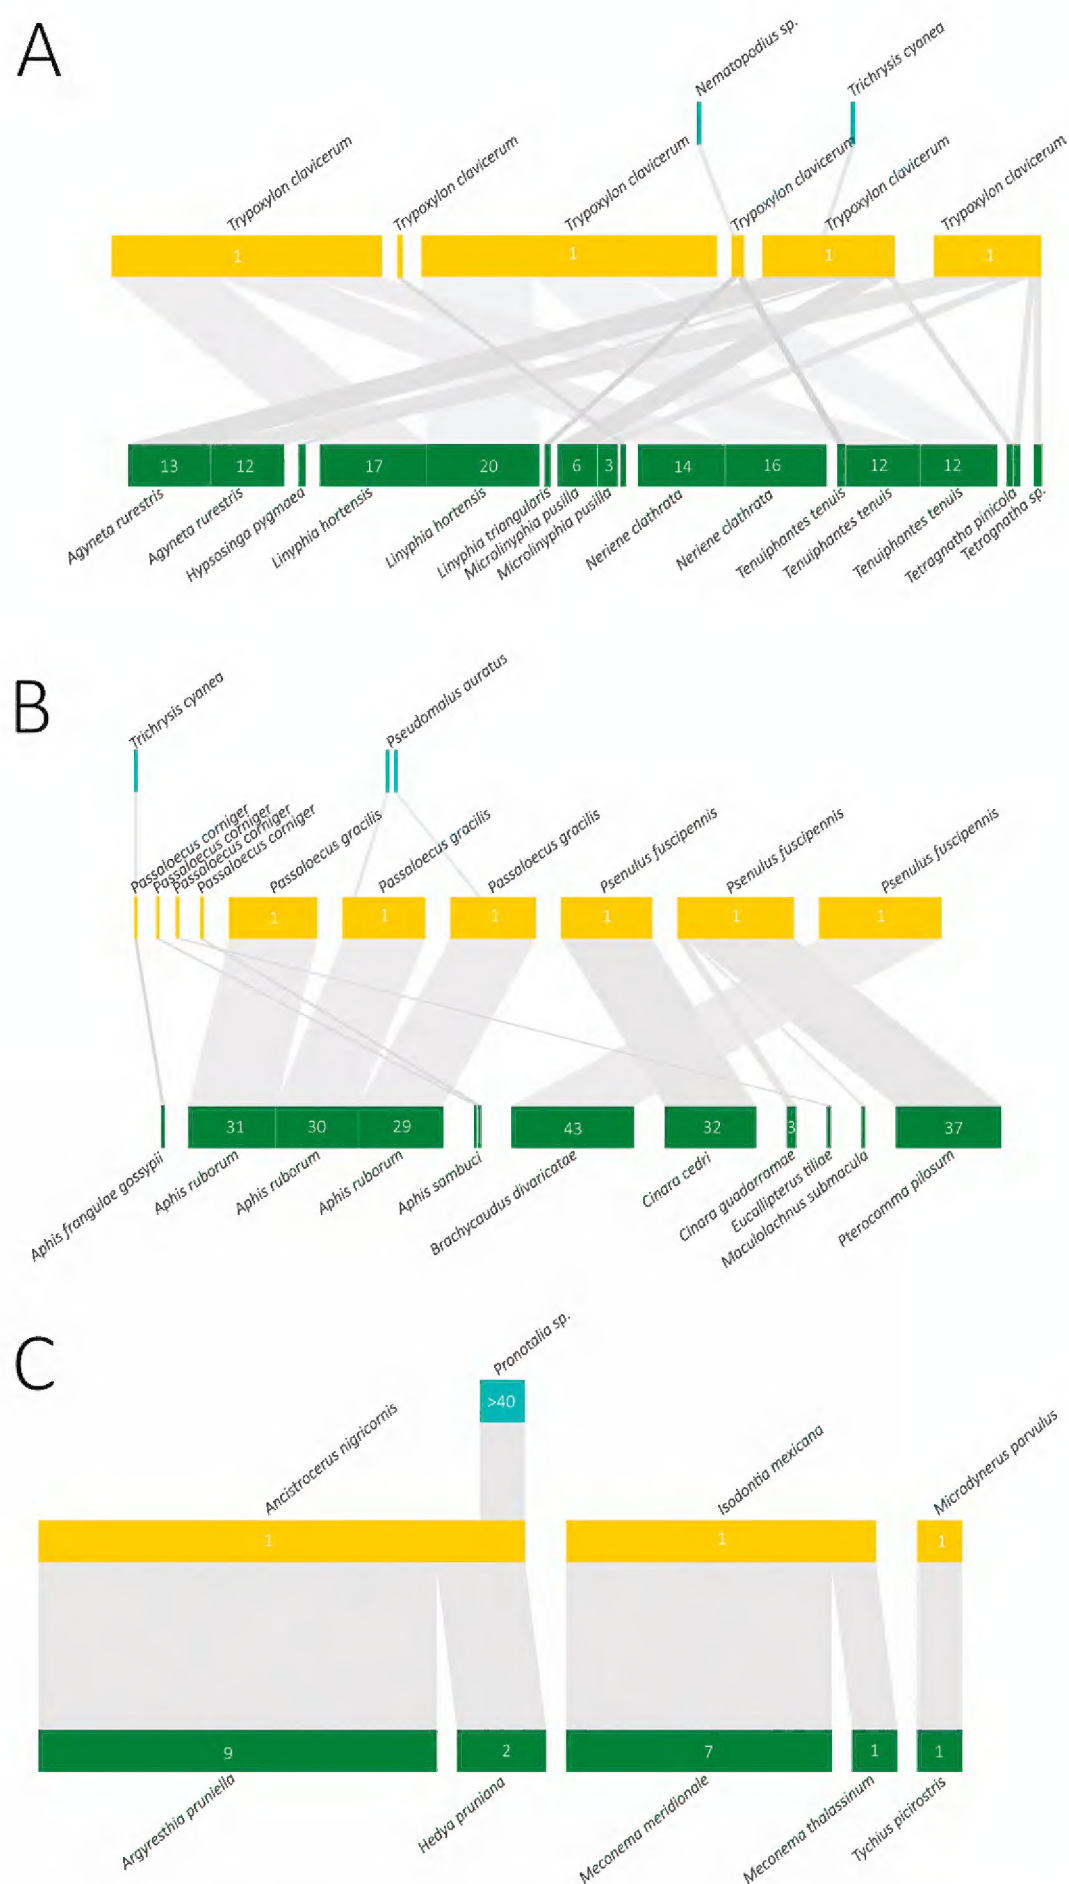 A
Nematopodius sp.
Trichrysis cyanea
Trypoxylon clavicerum
Trypoxylon clavicerum
Trypoxylon clavicerum
Trypoxylon clavicerum
Trypoxylon clavicerum
Trypoxylon clavicerum
1
1
1
1
13
12
17
20
6
3
14
16
12
12
Agyneta rurestris
Agyneta rurestris
Hypsosinga pygmaea
Linyphia hortensis
Linyphia hortensis
Linyphia triangularis
Microlinyphia pusilla
Microlinyphia pusilla
Neriene clathrata
Neriene clathrata
Tenuiphantes tenuis
Tenuiphantes tenuis
Tenuiphantes tenuis
Tetragnatha pinicola
Tetragnatha sp.
B
Trichrysis cyanea
Pseudomalus auratus
Passaloecus corniger
Passaloecus corniger
Passaloecus corniger
Passaloecus corniger
Passaloecus gracilis
Passaloecus gracilis
Passaloecus gracilis
Psenulus fuscipennis
Psenulus fuscipennis
Psenulus fuscipennis
1
1
1
1
1
1
31
30
29
43
32
3
37
Aphis frangulae gossypii
Aphis ruborum
Aphis ruborum
Aphis ruborum
Aphis sambuci
Brachycaudus divaricatae
Cinara cedri
Cinara guadarramae
Eucallipterus tiliae
Maculolachnus submacula
Pterocomma pilosum
C
Pronotalia sp.
>40
Ancistrocerus nigricornis
Isodontia mexicana
Microdynerus parvulus
1
1
1
9
2
7
1
1
Argyresthia pruniella
Hedya pruniana
Meconema meridionale
Meconema thalassinum
Tychius picirostris